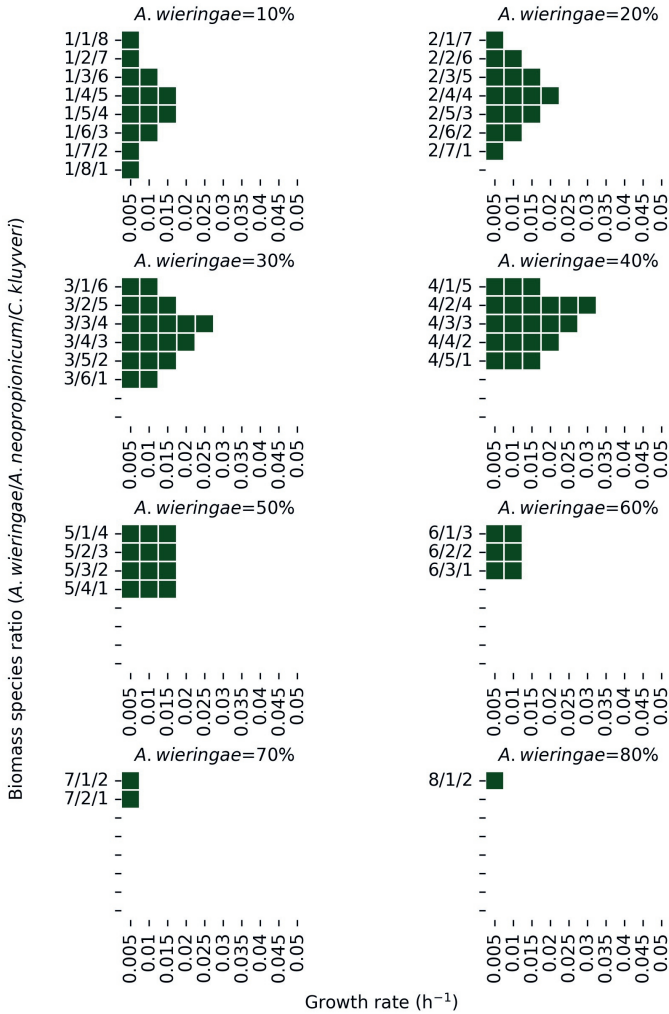 A. wieringae=10%
1/1/8
1/2/7
1/3/6
1/4/5
1/5/4
1/6/3
1/7/2
1/8/1
0.005 0.01 0.015 0.02 0.025 0.03 0.035 0.04 0.045 0.05
A. wieringae=20%
2/1/7
2/2/6
2/3/5
2/4/4
2/5/3
2/6/2
2/7/1
0.005 0.01 0.015 0.02 0.025 0.03 0.035 0.04 0.045 0.05
A. wieringae=30%
3/1/6
3/2/5
3/3/4
3/4/3
3/5/2
3/6/1
0.005 0.01 0.015 0.02 0.025 0.03 0.035 0.04 0.045 0.05
A. wieringae=40%
4/1/5
4/2/4
4/3/3
4/4/2
4/5/1
0.005 0.01 0.015 0.02 0.025 0.03 0.035 0.04 0.045 0.05
A. wieringae=50%
5/1/4
5/2/3
5/3/2
5/4/1
0.005 0.01 0.015 0.02 0.025 0.03 0.035 0.04 0.045 0.05
A. wieringae=60%
6/1/3
6/2/2
6/3/1
0.005 0.01 0.015 0.02 0.025 0.03 0.035 0.04 0.045 0.05
A. wieringae=70%
7/1/2
7/2/1
0.005 0.01 0.015 0.02 0.025 0.03 0.035 0.04 0.045 0.05
A. wieringae=80%
8/1/2
0.005 0.01 0.015 0.02 0.025 0.03 0.035 0.04 0.045 0.05
Biomass species ratio (A. wieringae/A. neopropionicum/C. kluyveri)
Growth rate (h⁻¹)